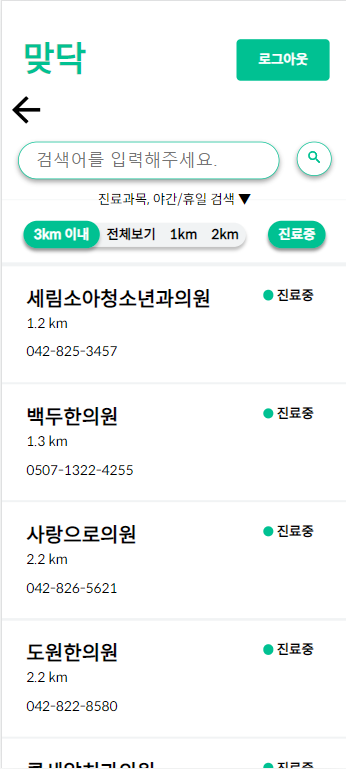 맞닥
로그아웃
검색어를 입력해주세요.
진료과목, 야간/휴일 검색 ▼
3km 이내 전체보기 1km 2km 진료중
세림소아청소년과의원 진료중
1.2 km
042-825-3457
백두한의원 진료중
1.3 km
0507-1322-4255
사랑으로의원 진료중
2.2 km
042-826-5621
도원한의원 진료중
2.2 km
042-822-8580
진료중